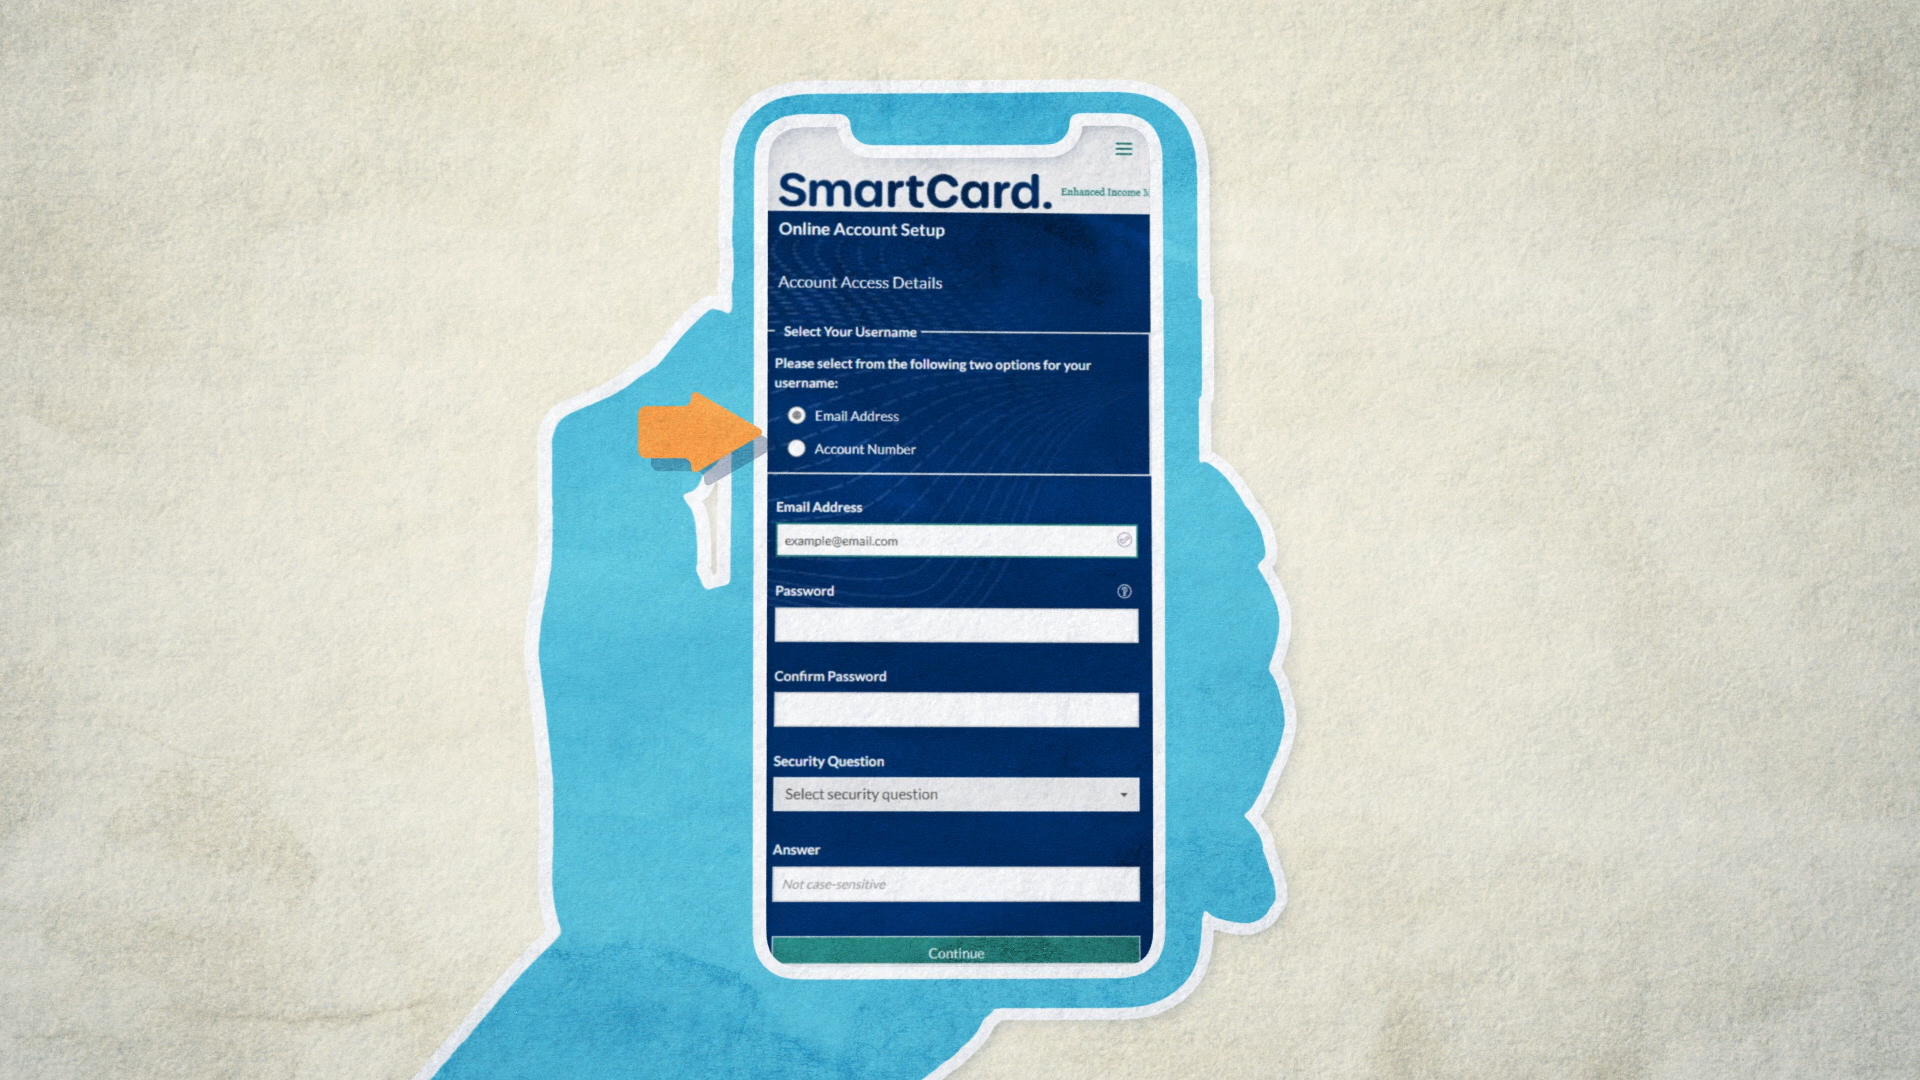 SmartCard.
Enhanced Income
Online Account Setup
Account Access Details
Select Your Username
Please select from the following two options for your
username:
Email Address
Account Number
Email Address
example@email.com
Password
Confirm Password
Security Question
Select security question
Answer
Not case-sensitive
Continue